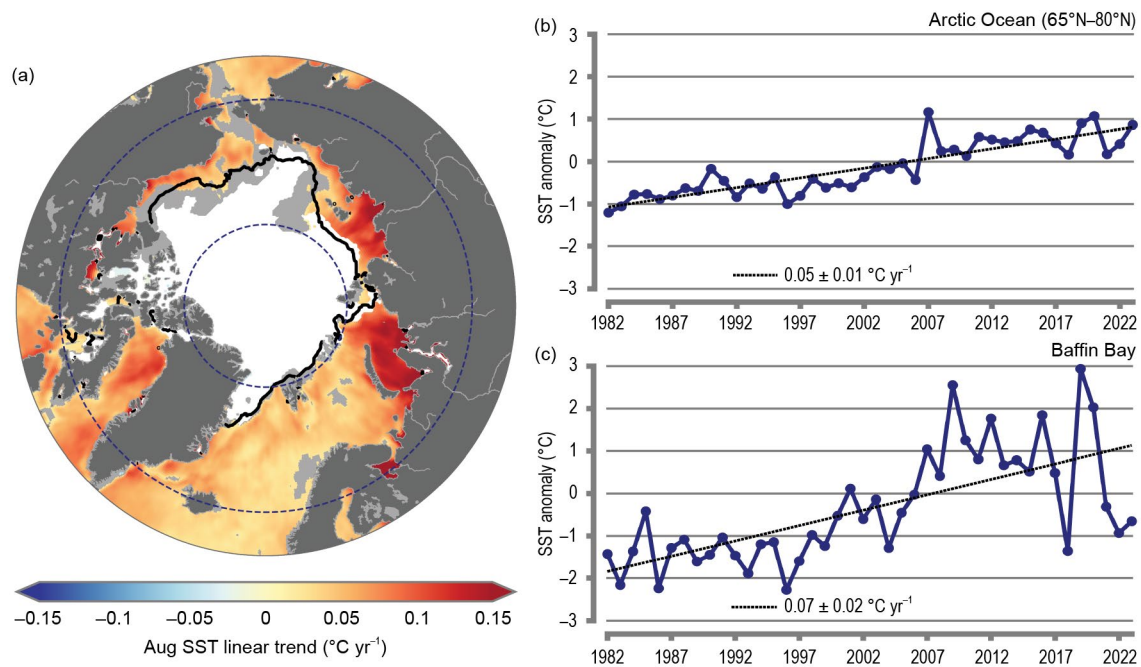 (a)
−0.15 −0.1 −0.05 0 0.05 0.1 0.15
Aug SST linear trend (°C yr⁻¹)
(b)
Arctic Ocean (65°N–80°N)
SST anomaly (°C)
3
2
1
0
−1
−2
−3
0.05 ± 0.01 °C yr⁻¹
1982 1987 1992 1997 2002 2007 2012 2017 2022
(c)
Baffin Bay
SST anomaly (°C)
3
2
1
0
−1
−2
−3
0.07 ± 0.02 °C yr⁻¹
1982 1987 1992 1997 2002 2007 2012 2017 2022